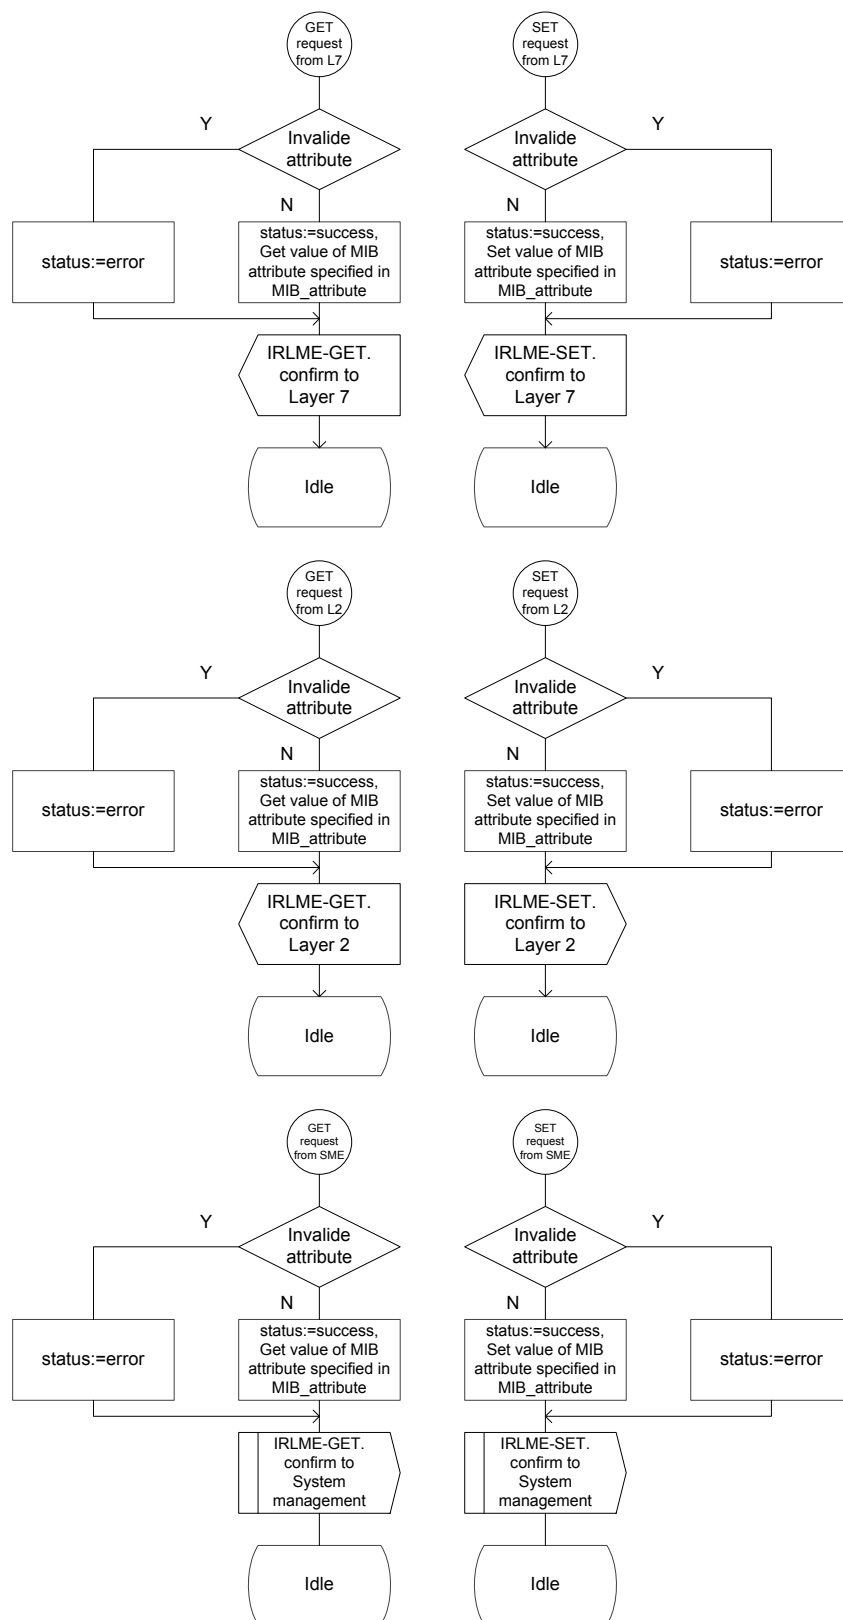 GET
request
from L7
SET
request
from L7
Y
Invalide
attribute
Invalide
attribute
Y
N
N
status:=error
status:=success,
Get value of MIB
attribute specified in
MIB_attribute
status:=success,
Set value of MIB
attribute specified in
MIB_attribute
status:=error
IRLME-GET.
confirm to
Layer 7
IRLME-SET.
confirm to
Layer 7
Idle
Idle
GET
request
from L2
SET
request
from L2
Y
Invalide
attribute
Invalide
attribute
Y
N
N
status:=error
status:=success,
Get value of MIB
attribute specified in
MIB_attribute
status:=success,
Set value of MIB
attribute specified in
MIB_attribute
status:=error
IRLME-GET.
confirm to
Layer 2
IRLME-SET.
confirm to
Layer 2
Idle
Idle
GET
request
from SME
SET
request
from SME
Y
Invalide
attribute
Invalide
attribute
Y
N
N
status:=error
status:=success,
Get value of MIB
attribute specified in
MIB_attribute
status:=success,
Set value of MIB
attribute specified in
MIB_attribute
status:=error
IRLME-GET.
confirm to
System
management
IRLME-SET.
confirm to
System
management
Idle
Idle